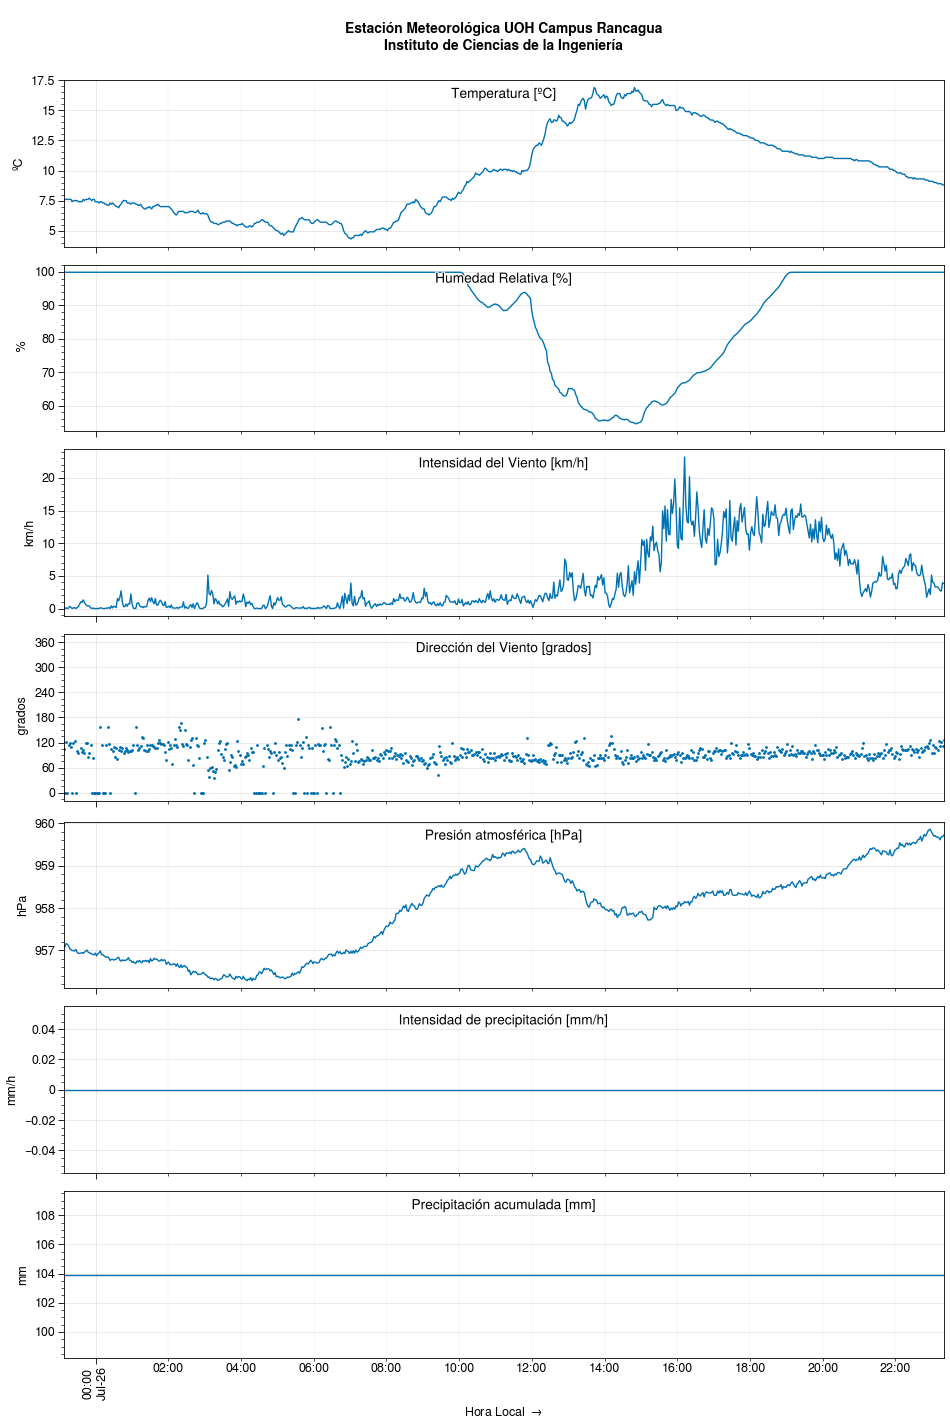 Estación Meteorológica UOH Campus Rancagua
Instituto de Ciencias de la Ingeniería
Temperatura [ºC]
ºC
17.5
15
12.5
10
7.5
5
Humedad Relativa [%]
%
100
90
80
70
60
Intensidad del Viento [km/h]
km/h
20
15
10
5
0
Dirección del Viento [grados]
grados
360
300
240
180
120
60
0
Presión atmosférica [hPa]
hPa
960
959
958
957
Intensidad de precipitación [mm/h]
mm/h
0.04
0.02
0
−0.02
−0.04
Precipitación acumulada [mm]
mm
108
106
104
102
100
00:00
Jul-26
02:00 04:00 06:00 08:00 10:00 12:00 14:00 16:00 18:00 20:00 22:00
Hora Local →